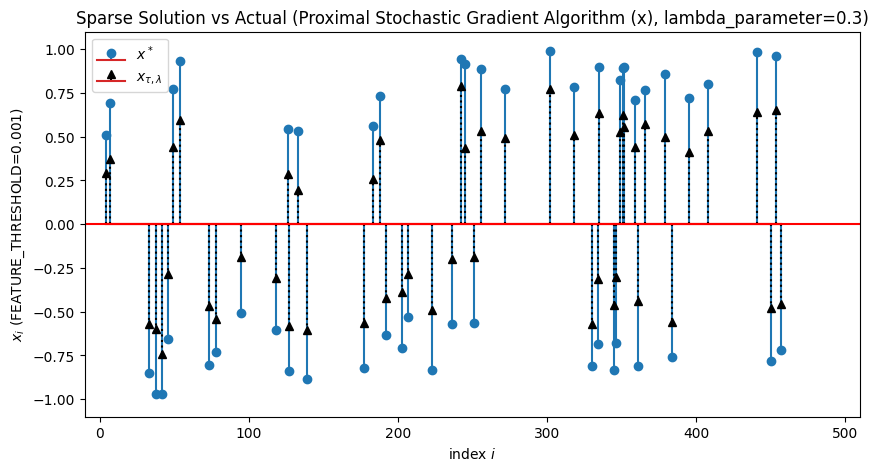 Sparse Solution vs Actual (Proximal Stochastic Gradient Algorithm (x), lambda_parameter=0.3)
x*
x_{τ,λ}
1.00
0.75
0.50
0.25
0.00
−0.25
−0.50
−0.75
−1.00
x_i (FEATURE_THRESHOLD=0.001)
0 100 200 300 400 500
index i